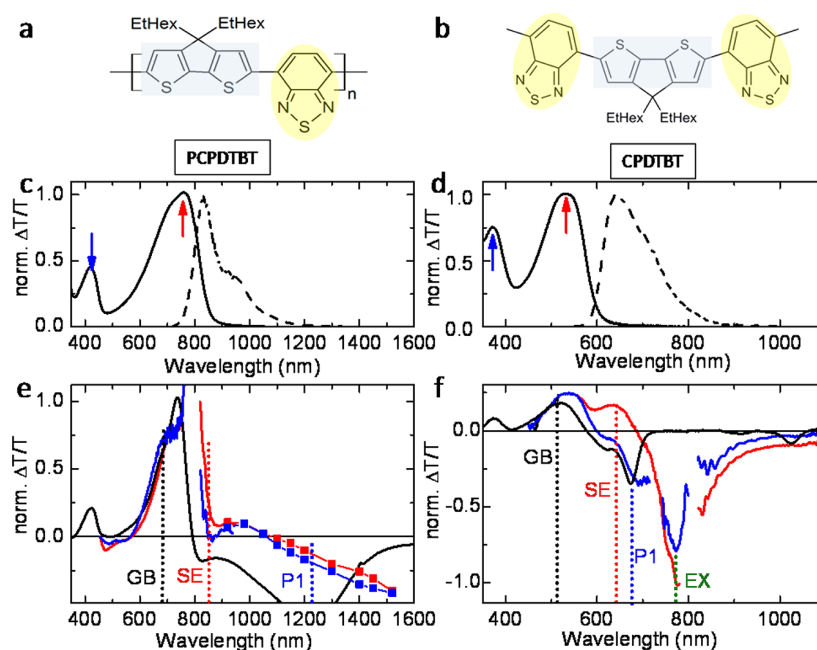 a
b
EtHex EtHex
S S
n
N N
S
S S
N N
S
N N
S
EtHex EtHex
PCPDTBT
CPDTBT
c
norm. ΔT/T
1.0
0.5
0.0
400 600 800 1000 1200 1400 1600
Wavelength (nm)
d
norm. ΔT/T
1.0
0.5
0.0
400 600 800 1000
Wavelength (nm)
e
norm. ΔT/T
1.0
0.5
0.0
GB
SE
P1
400 600 800 1000 1200 1400 1600
Wavelength (nm)
f
norm. ΔT/T
0.0
-0.5
-1.0
GB
SE
P1
EX
400 600 800 1000
Wavelength (nm)